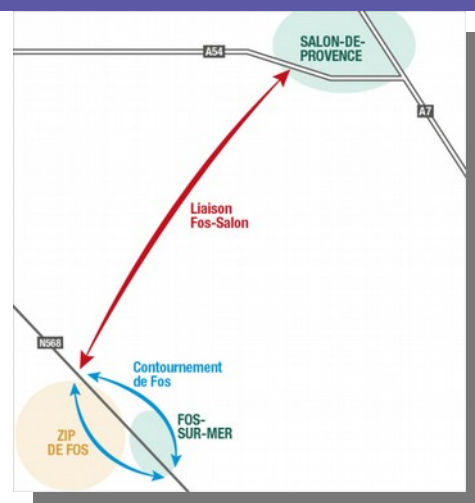 SALON-DE-
PROVENCE
A54
A7
Liaison
Fos-Salon
N568
Contournement
de Fos
FOS-
SUR-MER
ZIP
DE FOS